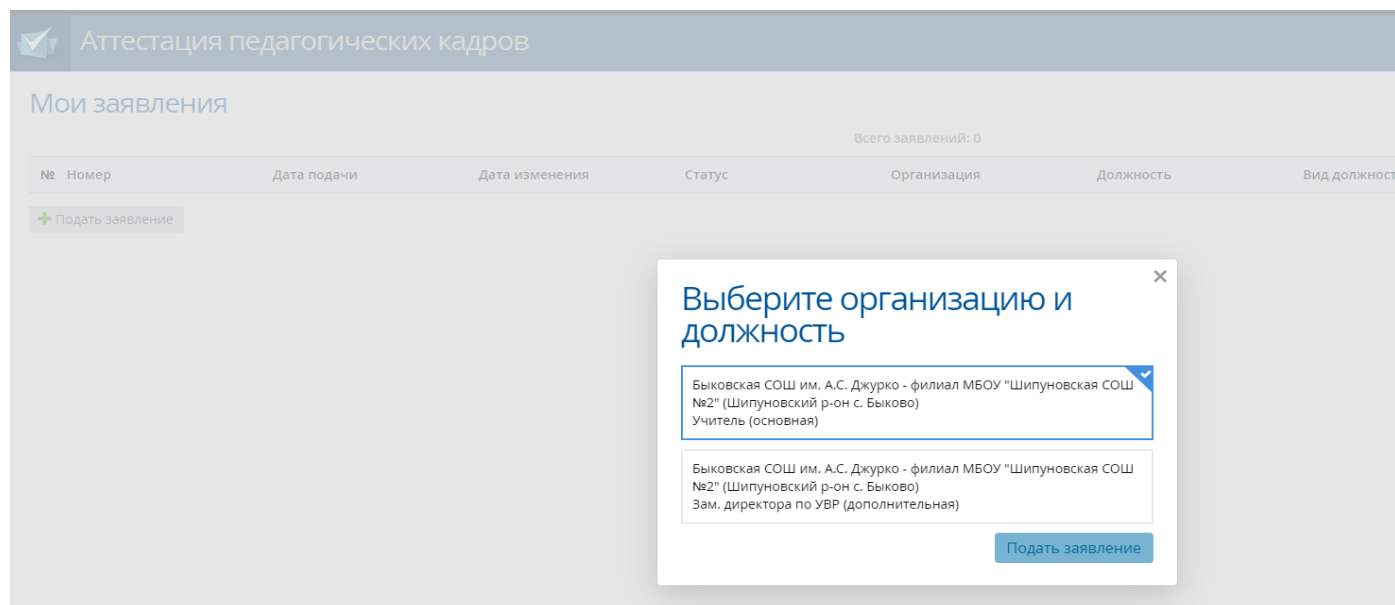 Аттестация педагогических кадров
Мои заявления
Всего заявлений: 0
№ Номер Дата подачи Дата изменения Статус Организация Должность Вид должност
Подать заявление
Выберите организацию и
должность
Быковская СОШ им. А.С. Джурко - филиал МБОУ "Шипуновская СОШ
№2" (Шипуновский р-он с. Быково)
Учитель (основная)
Быковская СОШ им. А.С. Джурко - филиал МБОУ "Шипуновская СОШ
№2" (Шипуновский р-он с. Быково)
Зам. директора по УВР (дополнительная)
Подать заявление